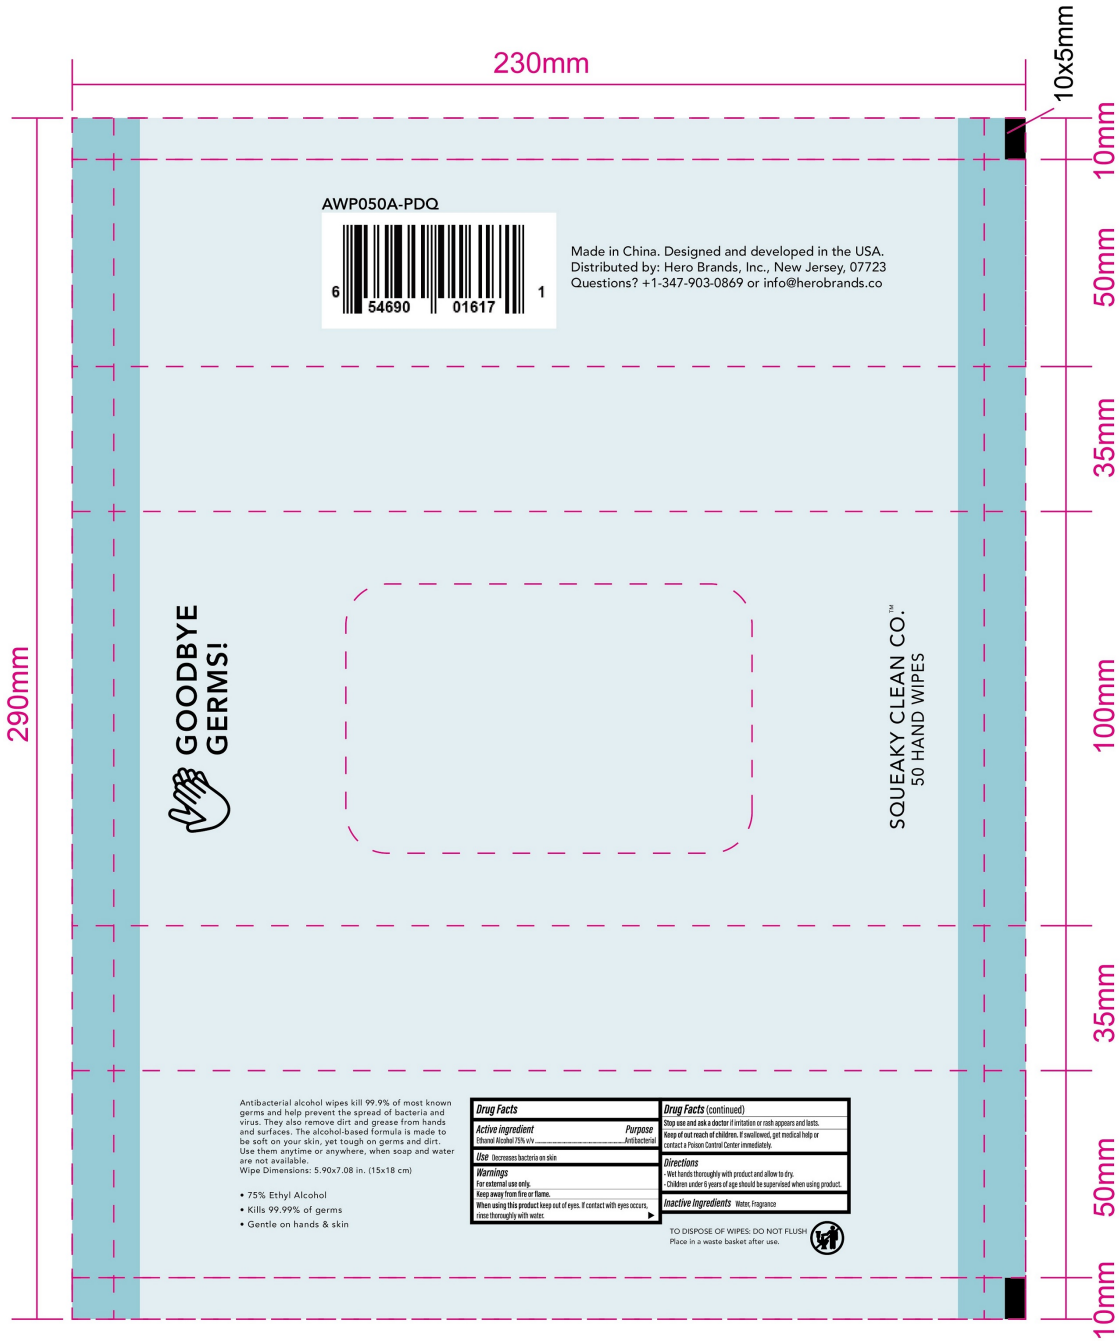 230mm
10x5mm
10mm
50mm
35mm
100mm
35mm
50mm
10mm
290mm
AWP050A-PDQ
6 54690 01617 1
Made in China. Designed and developed in the USA.
Distributed by: Hero Brands, Inc., New Jersey, 07723
Questions? +1-347-903-0869 or info@herobrands.co
GOODBYE
GERMS!
SQUEAKY CLEAN CO.™
50 HAND WIPES
Antibacterial alcohol wipes kill 99.9% of most known
germs and help prevent the spread of bacteria and
virus. They also remove dirt and grease from hands
and surfaces. The alcohol-based formula is made to
be soft on your skin, yet tough on germs and dirt.
Use them anytime or anywhere, when soap and water
are not available.
Wipe Dimensions: 5.90x7.08 in. (15x18 cm)
• 75% Ethyl Alcohol
• Kills 99.99% of germs
• Gentle on hands & skin
Drug Facts
Active ingredient Purpose
Ethanol Alcohol 75% v/v ........ Antibacterial
Use Decreases bacteria on skin
Warnings
For external use only.
Keep away from fire or flame.
When using this product keep out of eyes. If contact with eyes occurs,
rinse thoroughly with water.
Drug Facts (continued)
Stop use and ask a doctor if irritation or rash appears and lasts.
Keep of out reach of children. If swallowed, get medical help or
contact a Poison Control Center immediately.
Directions
- Wet hands thoroughly with product and allow to dry.
- Children under 6 years of age should be supervised when using product.
Inactive Ingredients Water, Fragrance
TO DISPOSE OF WIPES: DO NOT FLUSH
Place in a waste basket after use.